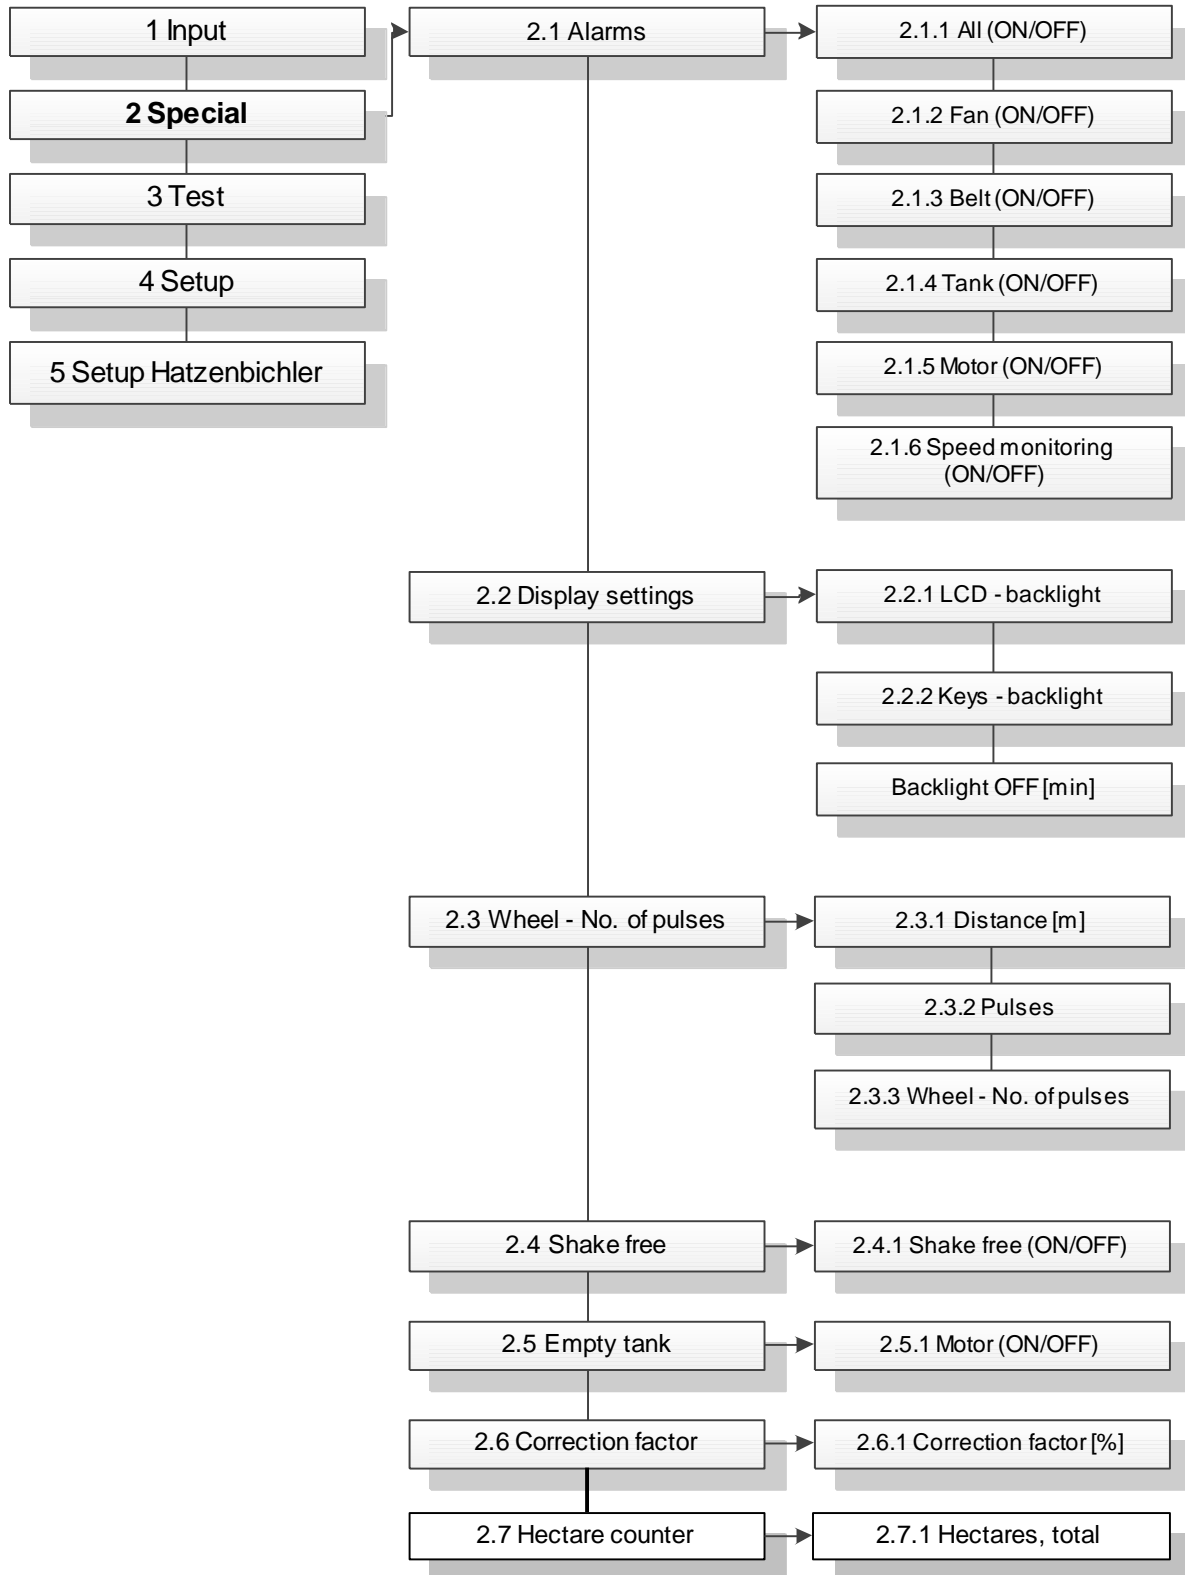 1 Input
2 Special
3 Test
4 Setup
5 Setup Hatzenbichler
2.1 Alarms
2.1.1 All (ON/OFF)
2.1.2 Fan (ON/OFF)
2.1.3 Belt (ON/OFF)
2.1.4 Tank (ON/OFF)
2.1.5 Motor (ON/OFF)
2.1.6 Speed monitoring
(ON/OFF)
2.2 Display settings
2.2.1 LCD - backlight
2.2.2 Keys - backlight
Backlight OFF [min]
2.3 Wheel - No. of pulses
2.3.1 Distance [m]
2.3.2 Pulses
2.3.3 Wheel - No. of pulses
2.4 Shake free
2.4.1 Shake free (ON/OFF)
2.5 Empty tank
2.5.1 Motor (ON/OFF)
2.6 Correction factor
2.6.1 Correction factor [%]
2.7 Hectare counter
2.7.1 Hectares, total